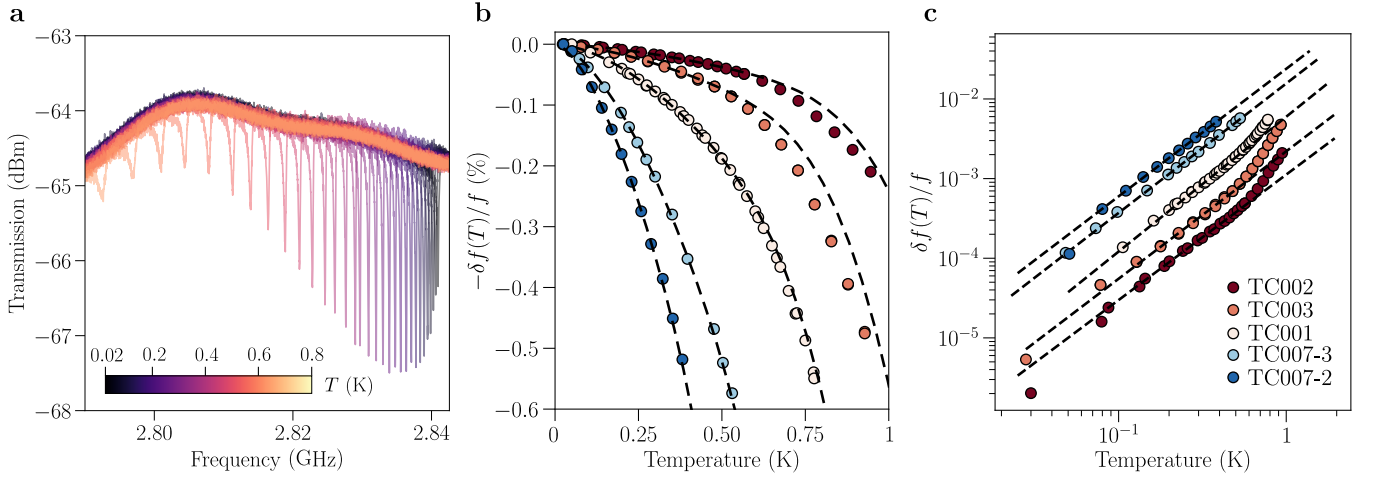 a
Transmission (dBm)
−63
−64
−65
−66
−67
−68
0.02 0.2 0.4 0.6 0.8
T (K)
2.80 2.82 2.84
Frequency (GHz)
b
−δf(T)/f (%)
0.0
−0.1
−0.2
−0.3
−0.4
−0.5
−0.6
0 0.25 0.50 0.75 1
Temperature (K)
c
δf(T)/f
10⁻²
10⁻³
10⁻⁴
10⁻⁵
TC002
TC003
TC001
TC007-3
TC007-2
10⁻¹ 1
Temperature (K)